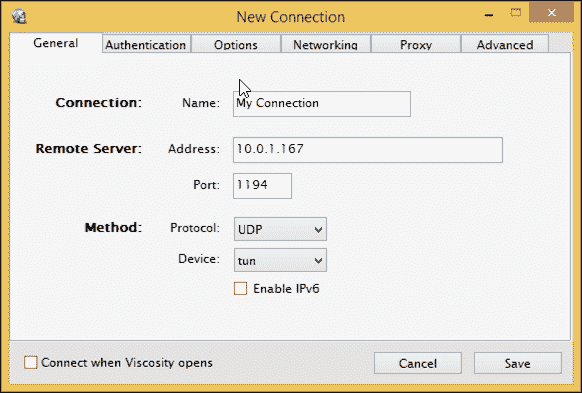 New Connection
General Authentication Options Networking Proxy Advanced
Connection: Name: My Connection
Remote Server: Address: 10.0.1.167
Port: 1194
Method: Protocol: UDP
Device: tun
Enable IPv6
Connect when Viscosity opens Cancel Save